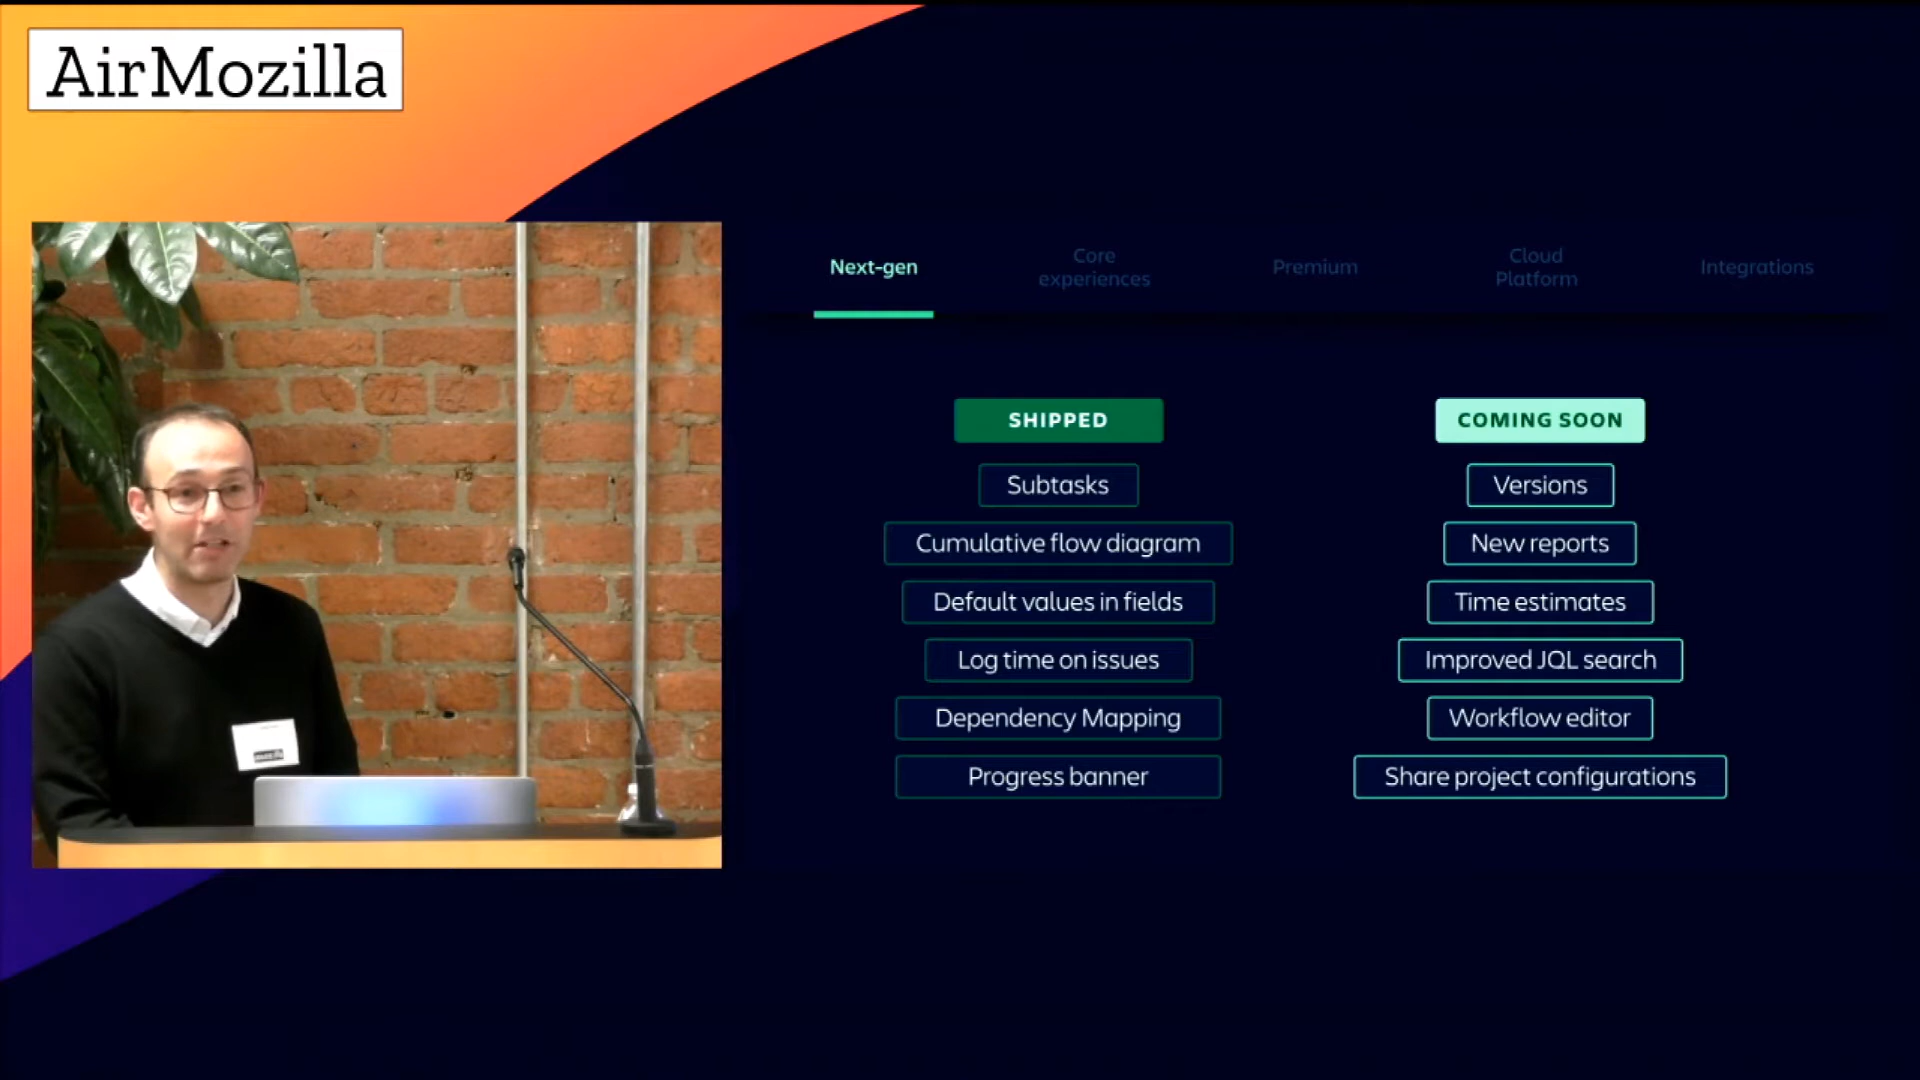 AirMozilla
Next-gen
Core
experiences
Premium
Cloud
Platform
Integrations
SHIPPED
Subtasks
Cumulative flow diagram
Default values in fields
Log time on issues
Dependency Mapping
Progress banner
COMING SOON
Versions
New reports
Time estimates
Improved JQL search
Workflow editor
Share project configurations